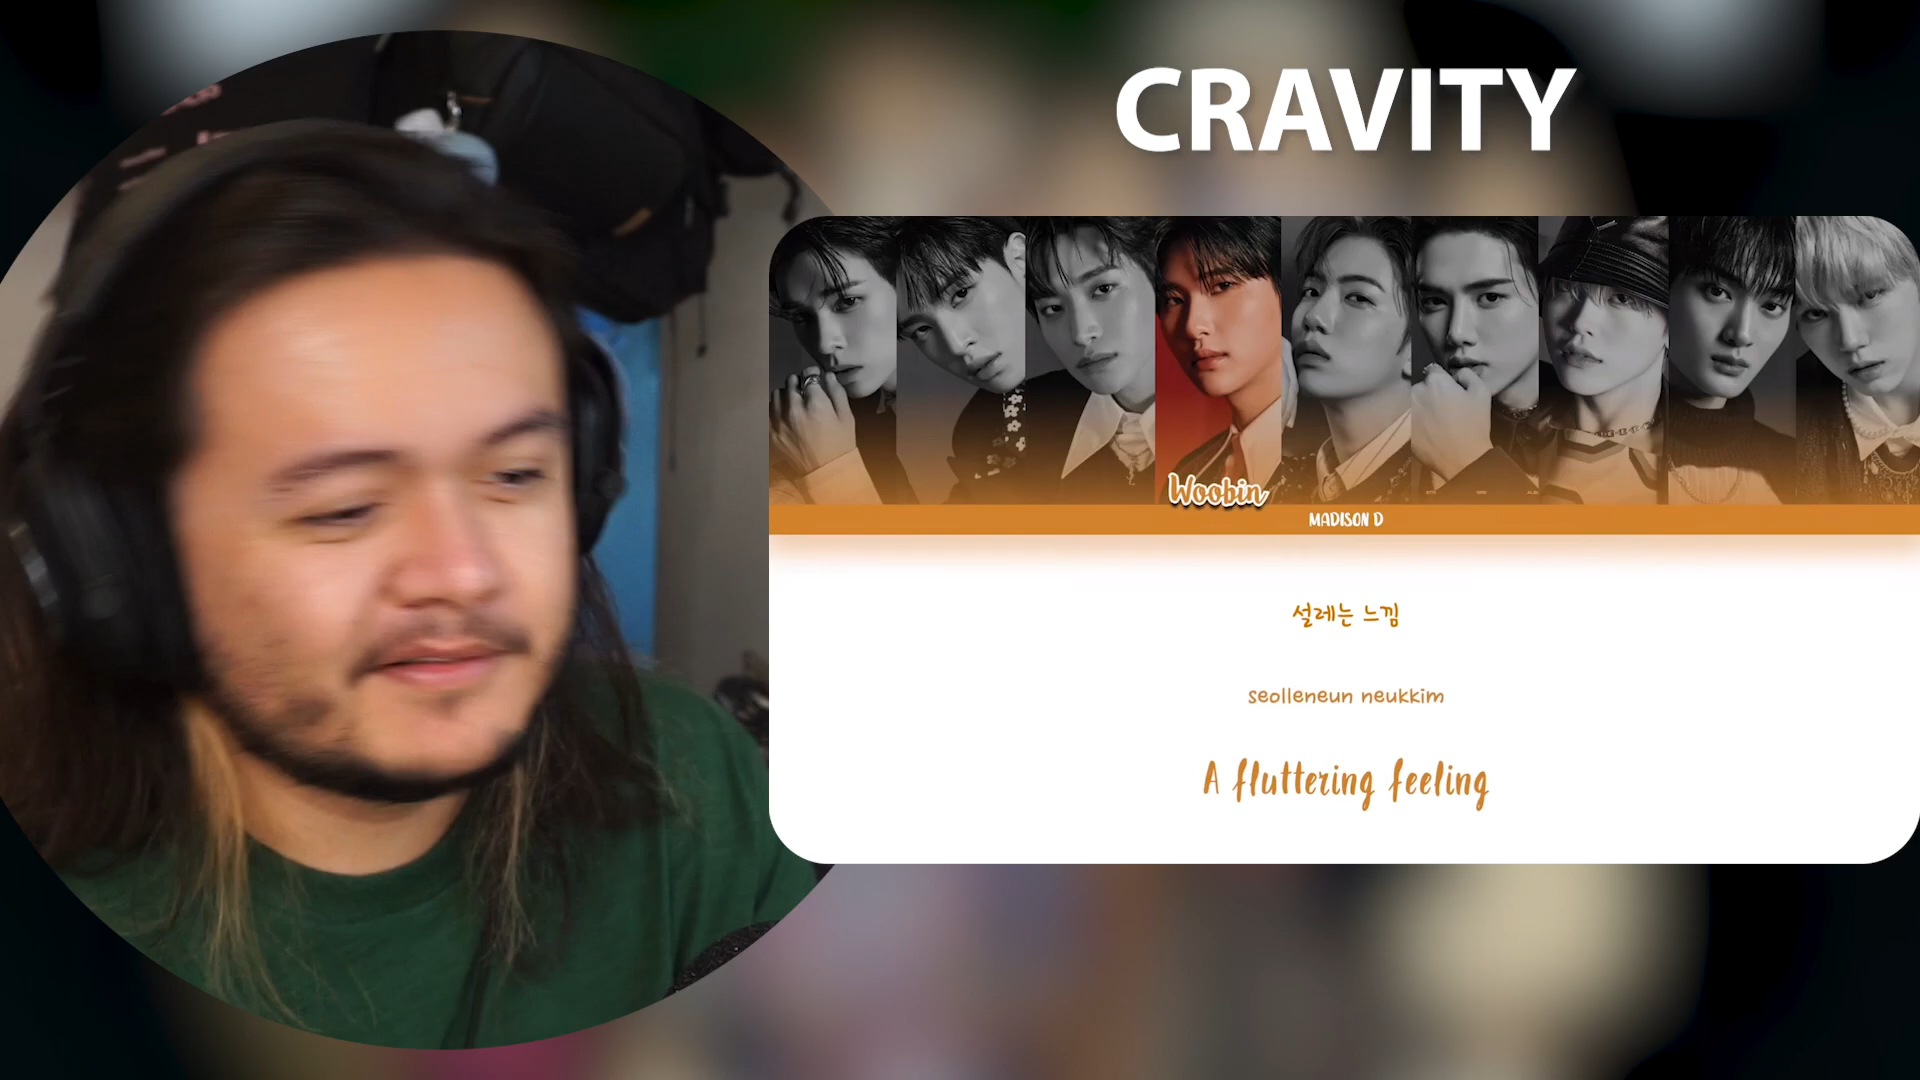 CRAVITY
Woobin
MADISON D
설레는 느낌
seolleneun neukkim
A fluttering feeling